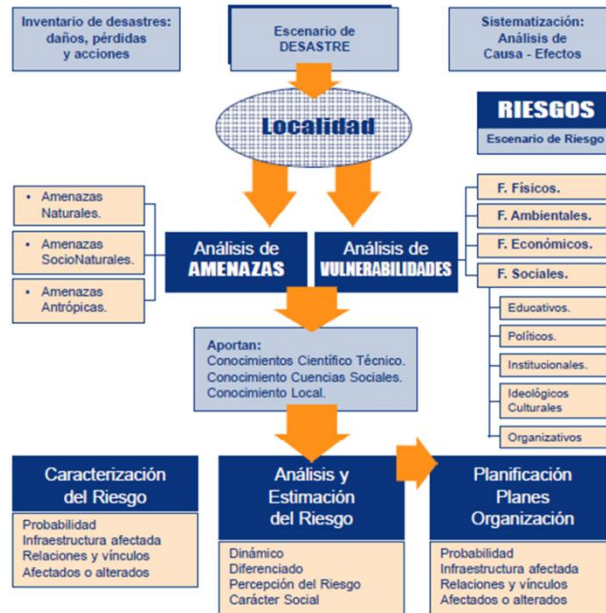 Inventario de desastres:
daños, pérdidas
y acciones
Escenario de
DESASTRE
Sistematización:
Análisis de
Causa - Efectos
Localidad
RIESGOS
Escenario de Riesgo
• Amenazas
Naturales.
• Amenazas
SocioNaturales.
• Amenazas
Antrópicas.
Análisis de
AMENAZAS
Análisis de
VULNERABILIDADES
F. Físicos.
F. Ambientales.
F. Económicos.
F. Sociales.
Educativos.
Políticos.
Institucionales.
Ideológicos
Culturales
Organizativos
Aportan:
Conocimientos Científico Técnico.
Conocimiento Cuencias Sociales.
Conocimiento Local.
Caracterización
del Riesgo
Probabilidad
Infraestructura afectada
Relaciones y vínculos
Afectados o alterados
Análisis y
Estimación
del Riesgo
Dinámico
Diferenciado
Percepción del Riesgo
Carácter Social
Planificación
Planes
Organización
Probabilidad
Infraestructura afectada
Relaciones y vínculos
Afectados o alterados